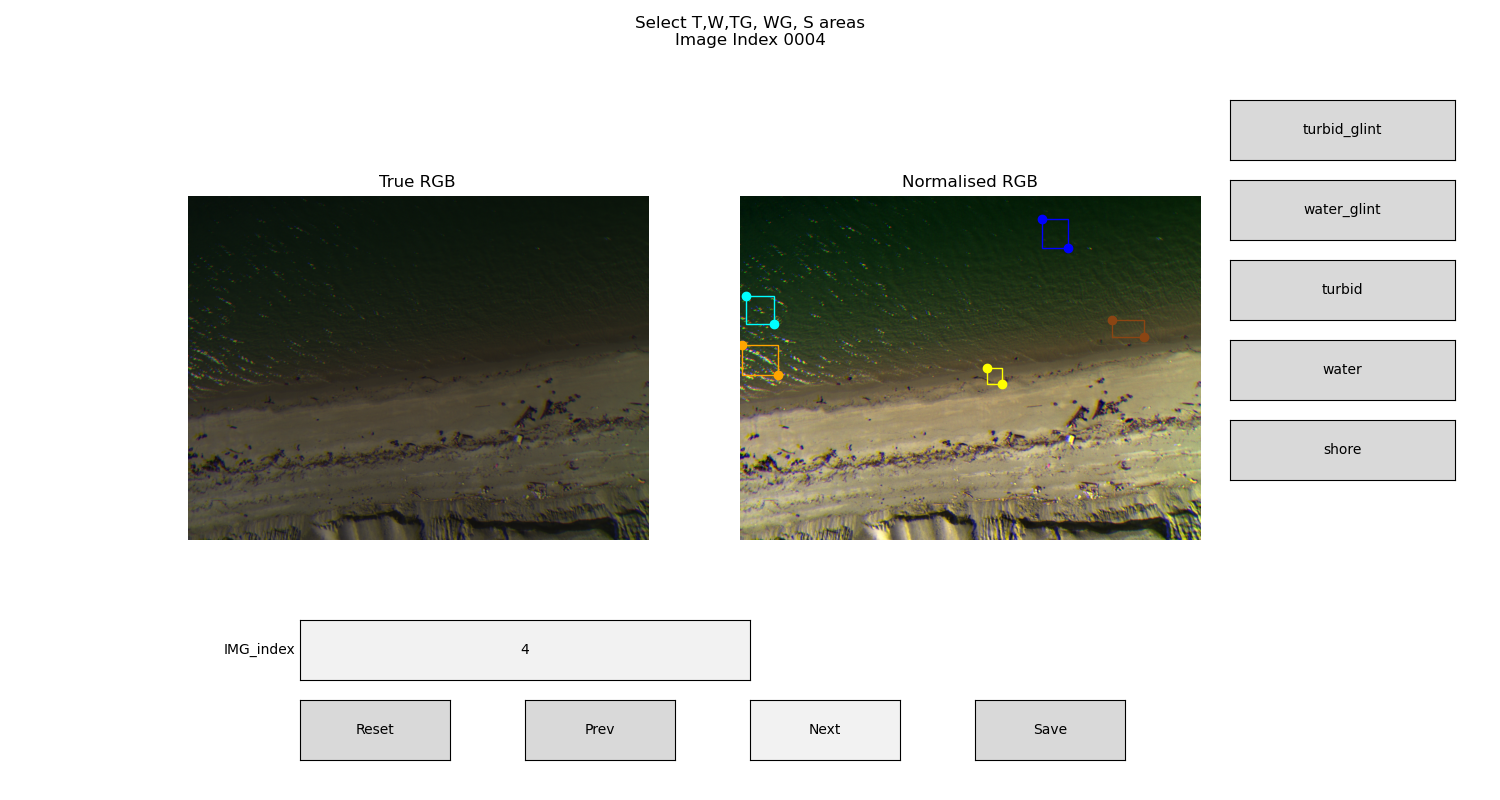 Select T,W,TG, WG, S areas
Image Index 0004
True RGB
Normalised RGB
turbid_glint
water_glint
turbid
water
shore
IMG_index
4
Reset
Prev
Next
Save